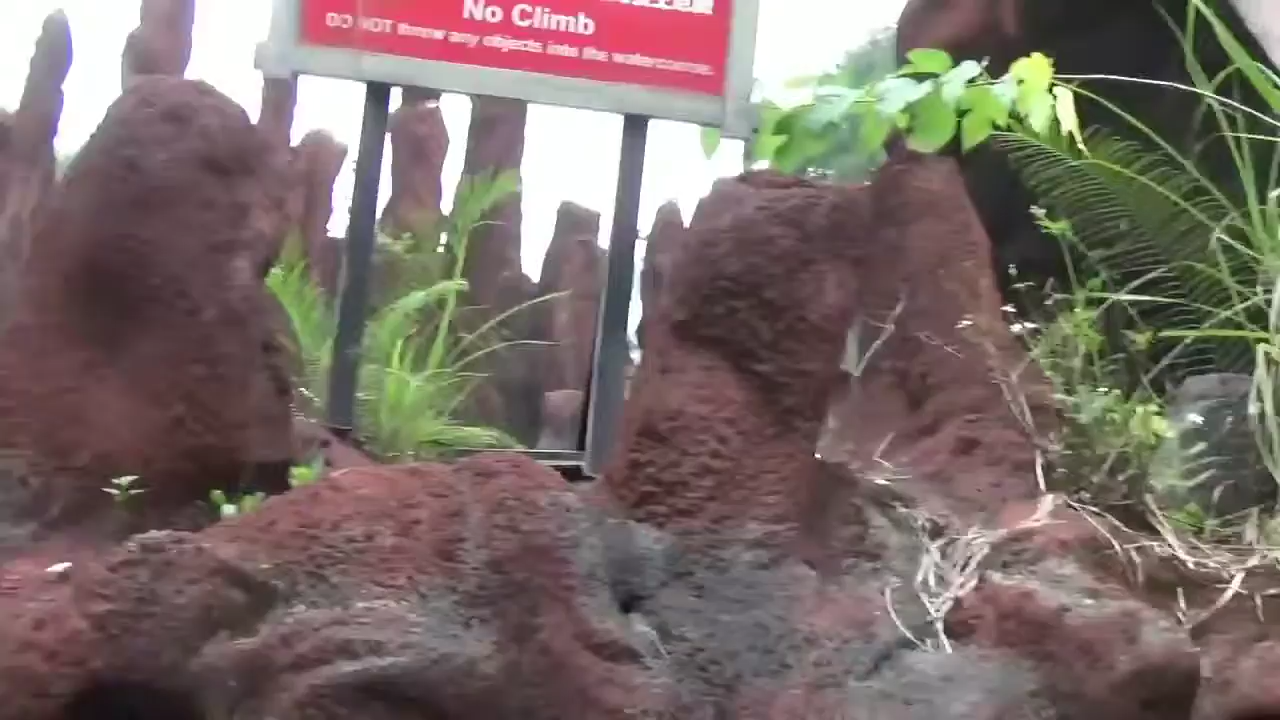 No Climb
DO NOT throw any objects into the watercourse.